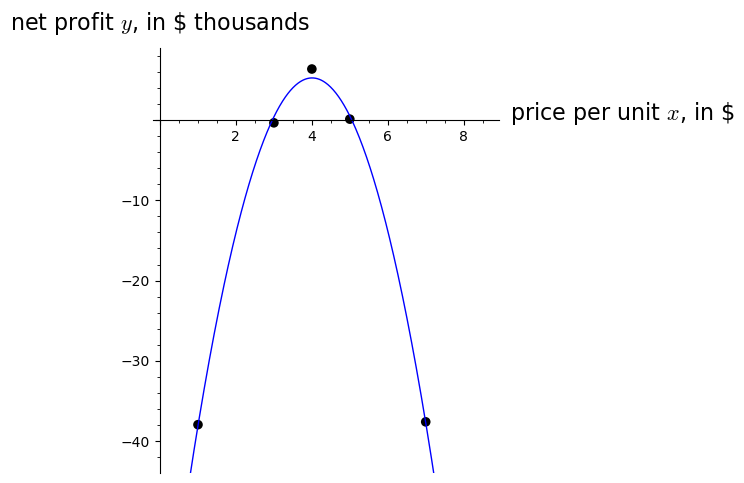 net profit y, in $ thousands
price per unit x, in $
2 4 6 8
−10
−20
−30
−40